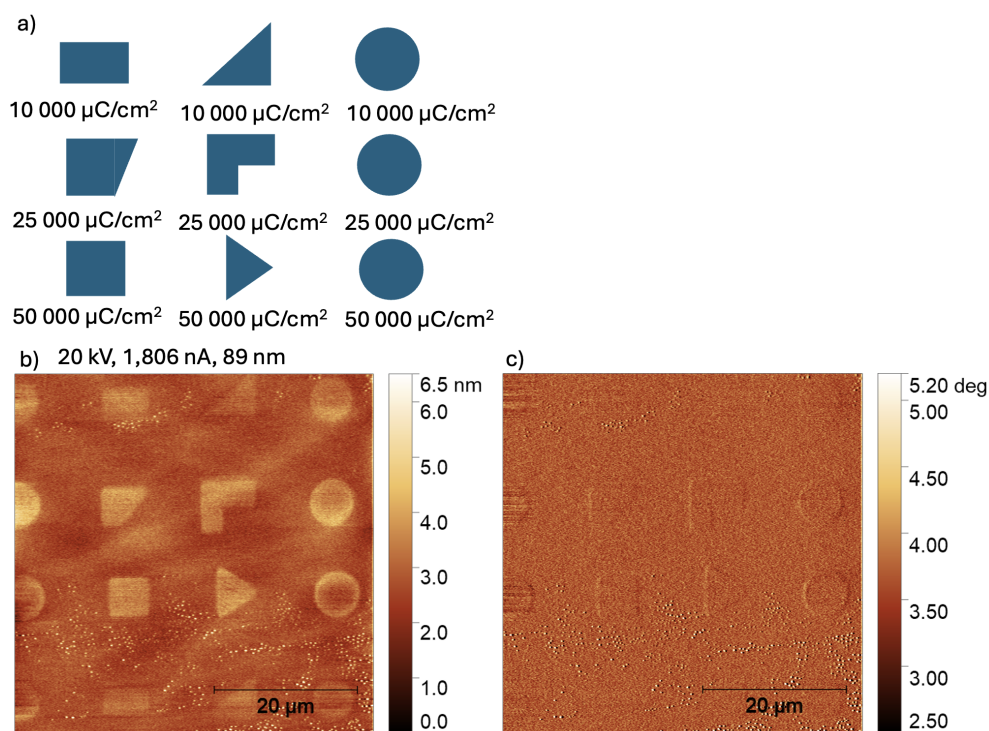 a)
10 000 µC/cm² 10 000 µC/cm² 10 000 µC/cm²
25 000 µC/cm² 25 000 µC/cm² 25 000 µC/cm²
50 000 µC/cm² 50 000 µC/cm² 50 000 µC/cm²
b) 20 kV, 1,806 nA, 89 nm
6.5 nm
6.0
5.0
4.0
3.0
2.0
1.0
0.0
20 µm
c)
5.20 deg
5.00
4.50
4.00
3.50
3.00
2.50
20 µm